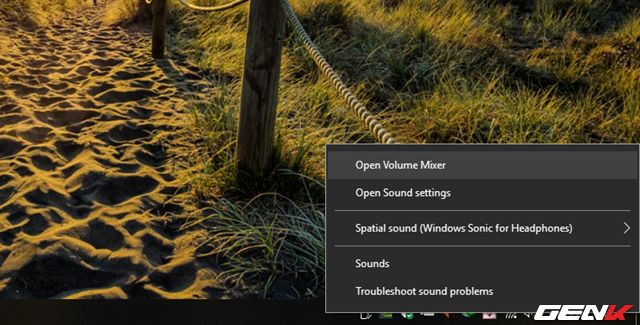 Open Volume Mixer
Open Sound settings
Spatial sound (Windows Sonic for Headphones)
Sounds
Troubleshoot sound problems
GENK